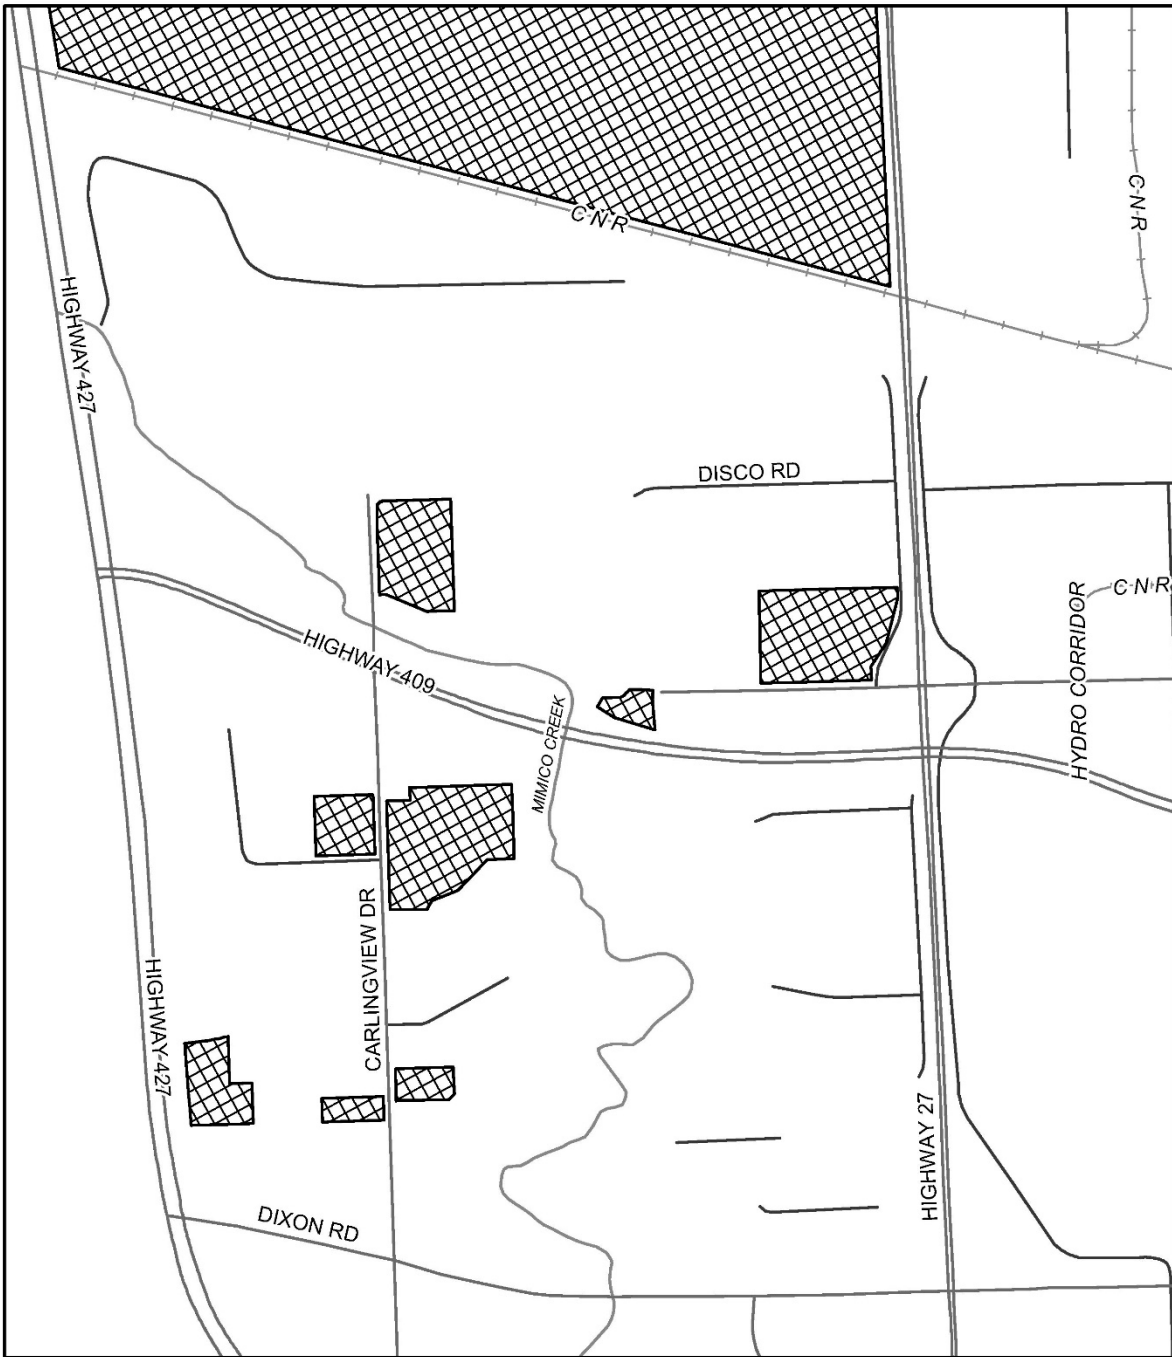 C-N-R
C-N-R
HIGHWAY-427
DISCO RD
C-N-R
HYDRO CORRIDOR
HIGHWAY-409
MIMICO CREEK
CARLINGVIEW DR
HIGHWAY-427
HIGHWAY 27
DIXON RD